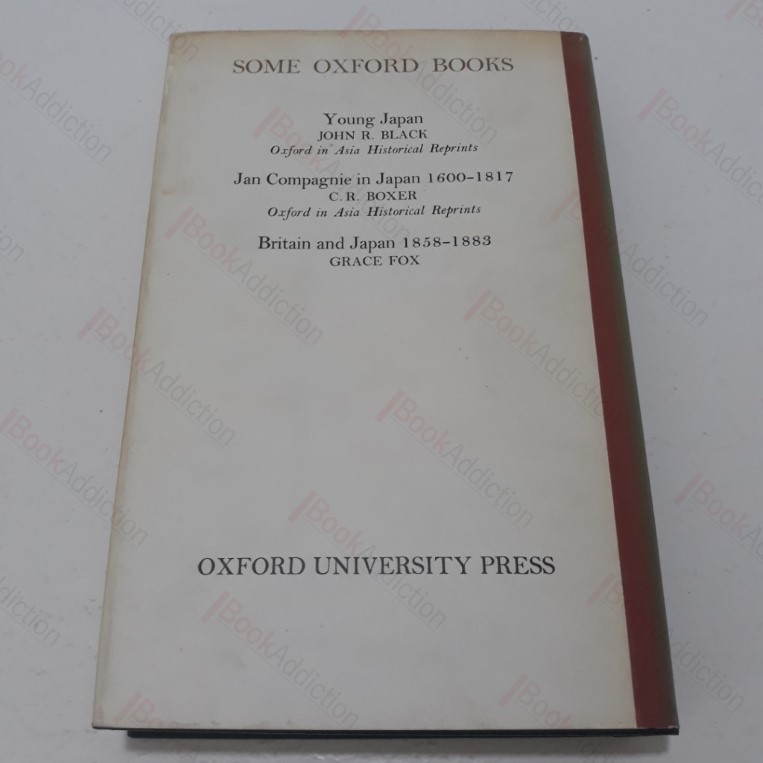 SOME OXFORD BOOKS
Young Japan
JOHN R. BLACK
Oxford in Asia Historical Reprints
Jan Compagnie in Japan 1600-1817
C. R. BOXER
Oxford in Asia Historical Reprints
Britain and Japan 1858-1883
GRACE FOX
OXFORD UNIVERSITY PRESS
BookAddiction